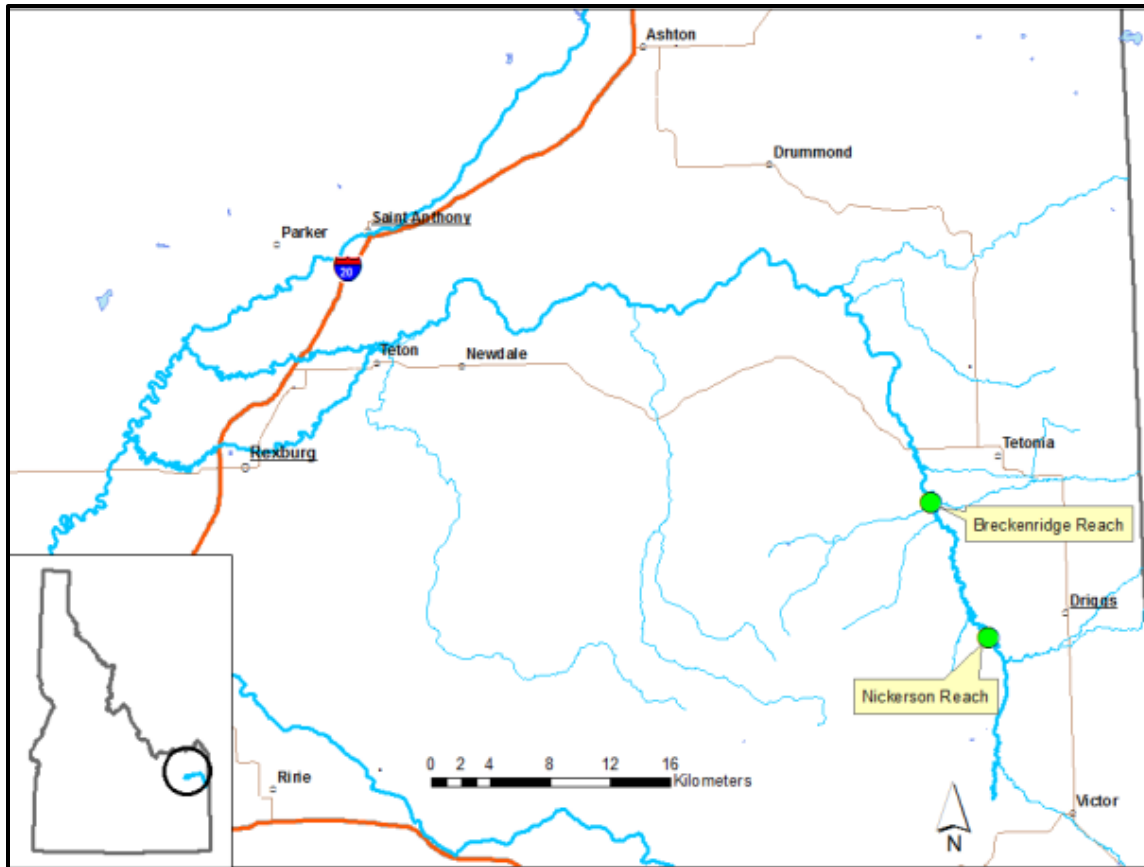 Ashton
Drummond
Saint Anthony
Parker
20
Teton
Newdale
Rexburg
Tetonia
Breckenridge Reach
Driggs
Nickerson Reach
0 2 4 8 12 16
Kilometers
Ririe
Victor
N